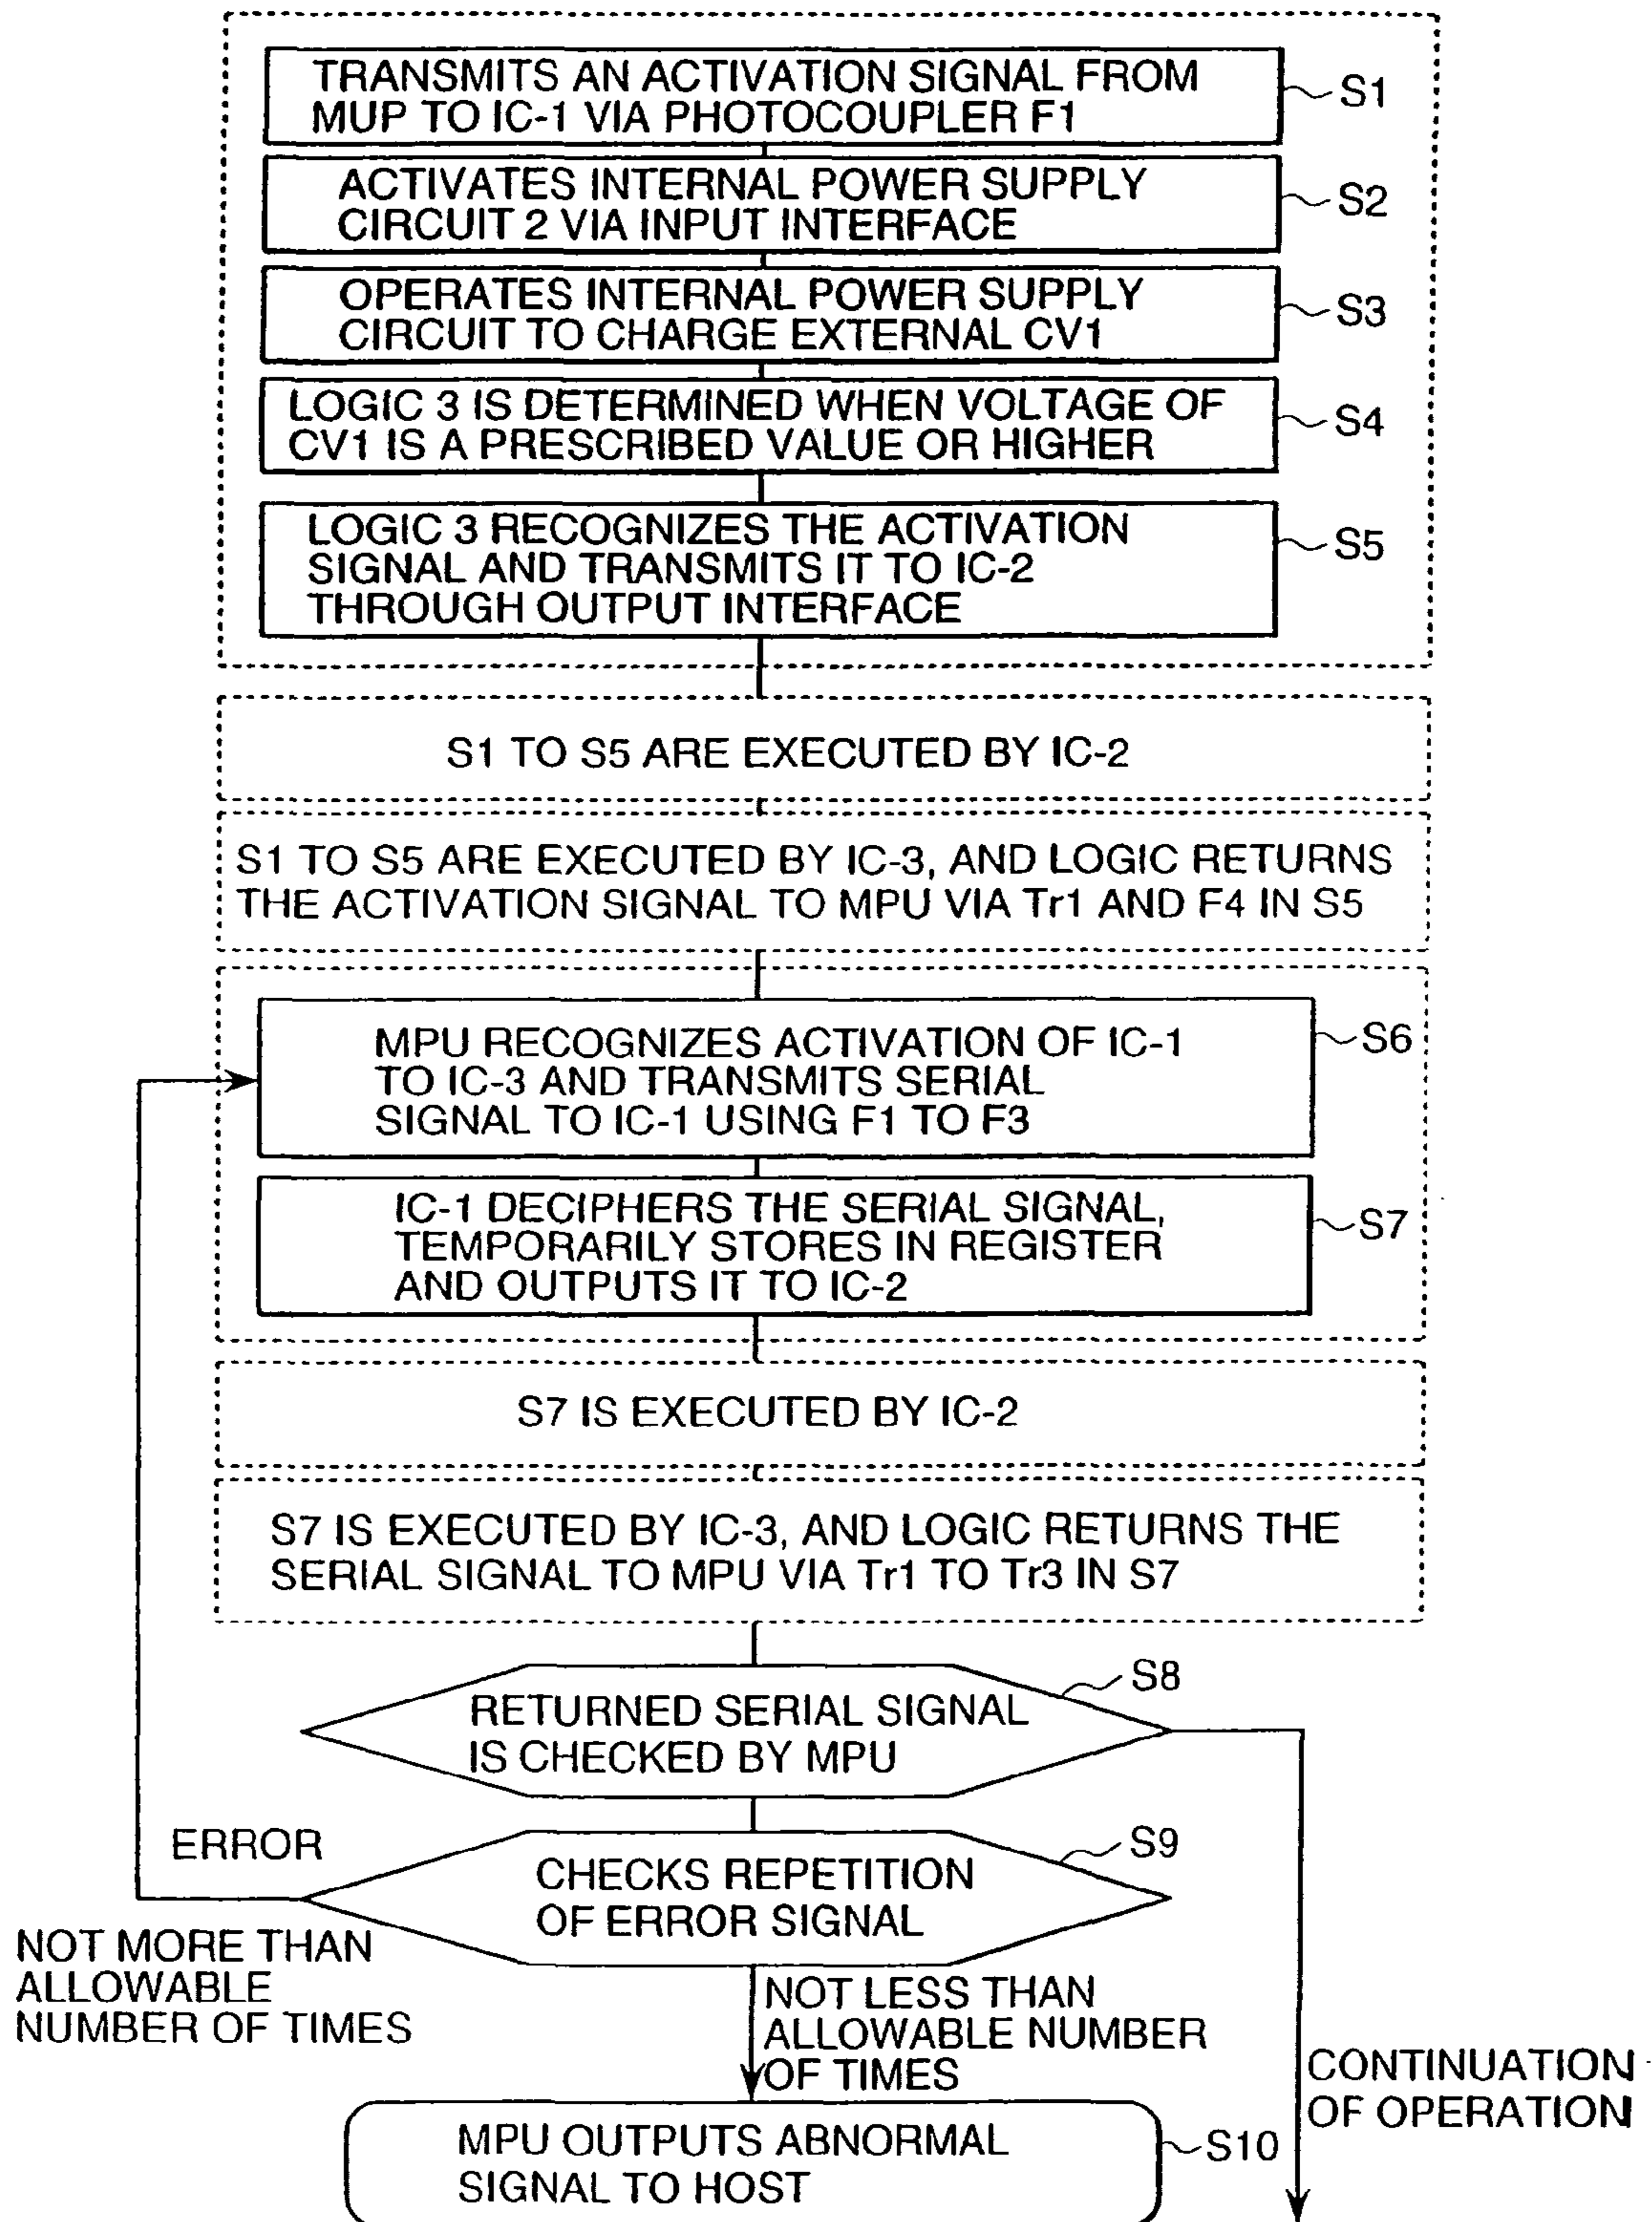 TRANSMITS AN ACTIVATION SIGNAL FROM
MUP TO IC-1 VIA PHOTOCOUPLER F1
S1
ACTIVATES INTERNAL POWER SUPPLY
CIRCUIT 2 VIA INPUT INTERFACE
S2
OPERATES INTERNAL POWER SUPPLY
CIRCUIT TO CHARGE EXTERNAL CV1
S3
LOGIC 3 IS DETERMINED WHEN VOLTAGE OF
CV1 IS A PRESCRIBED VALUE OR HIGHER
S4
LOGIC 3 RECOGNIZES THE ACTIVATION
SIGNAL AND TRANSMITS IT TO IC-2
THROUGH OUTPUT INTERFACE
S5
S1 TO S5 ARE EXECUTED BY IC-2
S1 TO S5 ARE EXECUTED BY IC-3, AND LOGIC RETURNS
THE ACTIVATION SIGNAL TO MPU VIA Tr1 AND F4 IN S5
MPU RECOGNIZES ACTIVATION OF IC-1
TO IC-3 AND TRANSMITS SERIAL
SIGNAL TO IC-1 USING F1 TO F3
S6
IC-1 DECIPHERS THE SERIAL SIGNAL,
TEMPORARILY STORES IN REGISTER
AND OUTPUTS IT TO IC-2
S7
S7 IS EXECUTED BY IC-2
S7 IS EXECUTED BY IC-3, AND LOGIC RETURNS THE
SERIAL SIGNAL TO MPU VIA Tr1 TO Tr3 IN S7
S8
RETURNED SERIAL SIGNAL
IS CHECKED BY MPU
ERROR
S9
CHECKS REPETITION
OF ERROR SIGNAL
NOT MORE THAN
ALLOWABLE
NUMBER OF TIMES
NOT LESS THAN
ALLOWABLE NUMBER
OF TIMES
CONTINUATION
OF OPERATION
MPU OUTPUTS ABNORMAL
SIGNAL TO HOST
S10